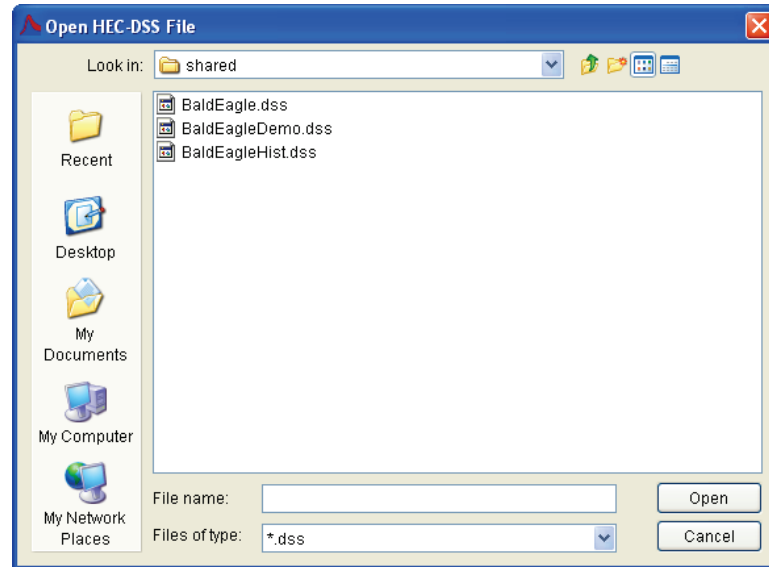 Open HEC-DSS File
Look in: shared
BaldEagle.dss
BaldEagleDemo.dss
BaldEagleHist.dss
Recent
Desktop
My
Documents
My Computer
My Network
Places
File name:
Open
Files of type: *.dss
Cancel